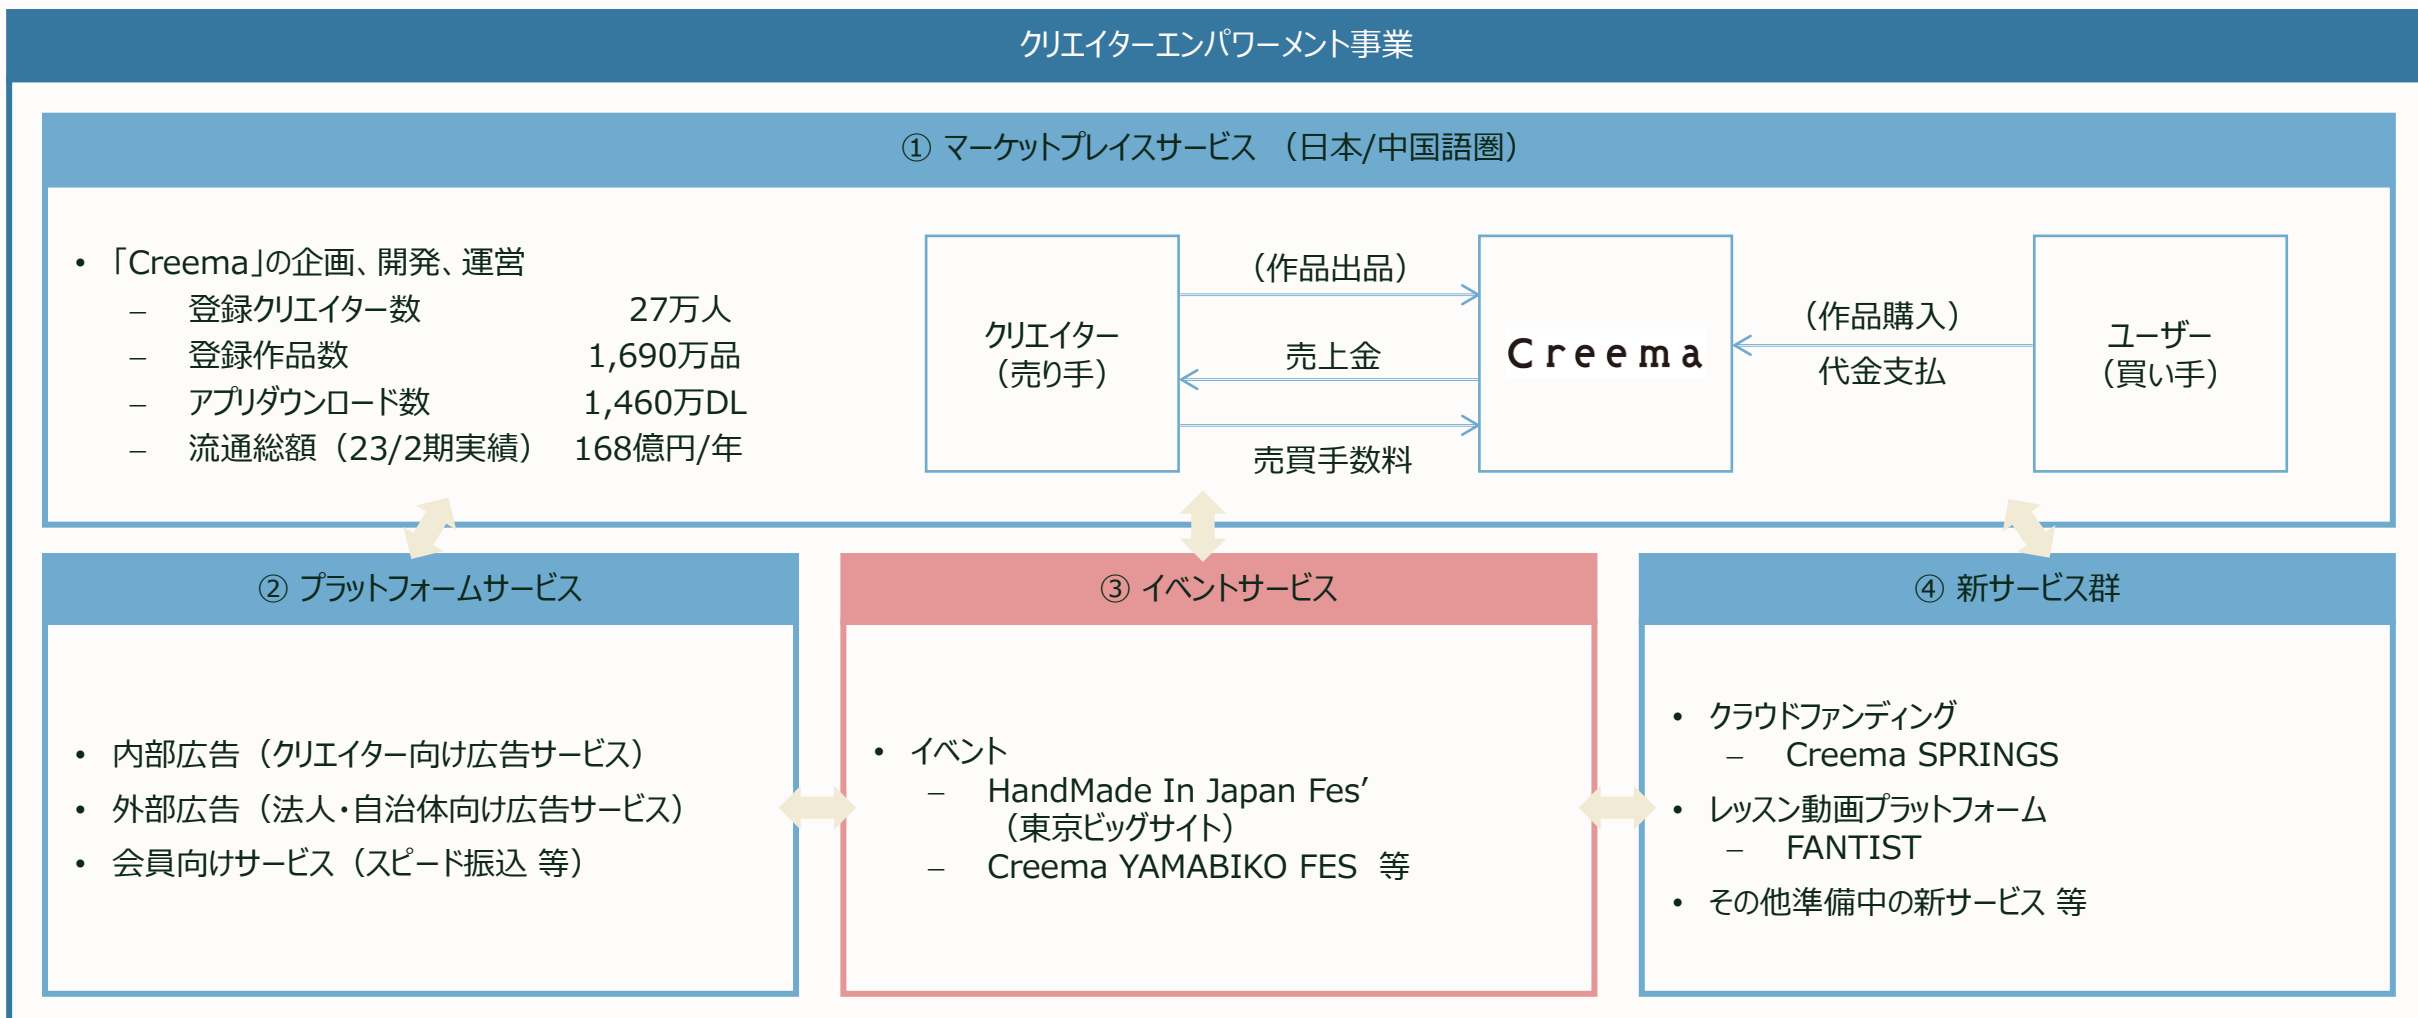 クリエイターエンパワーメント事業
① マーケットプレイスサービス （日本/中国語圏）
• 「Creema」の企画、開発、運営
– 登録クリエイター数 27万人
– 登録作品数 1,690万品
– アプリダウンロード数 1,460万DL
– 流通総額（23/2期実績） 168億円/年
クリエイター
（売り手）
（作品出品）
売上金
売買手数料
Creema
（作品購入）
代金支払
ユーザー
（買い手）
② プラットフォームサービス
• 内部広告（クリエイター向け広告サービス）
• 外部広告（法人・自治体向け広告サービス）
• 会員向けサービス（スピード振込 等）
③ イベントサービス
• イベント
– HandMade In Japan Fes’
（東京ビッグサイト）
– Creema YAMABIKO FES 等
④ 新サービス群
• クラウドファンディング
– Creema SPRINGS
• レッスン動画プラットフォーム
– FANTIST
• その他準備中の新サービス 等